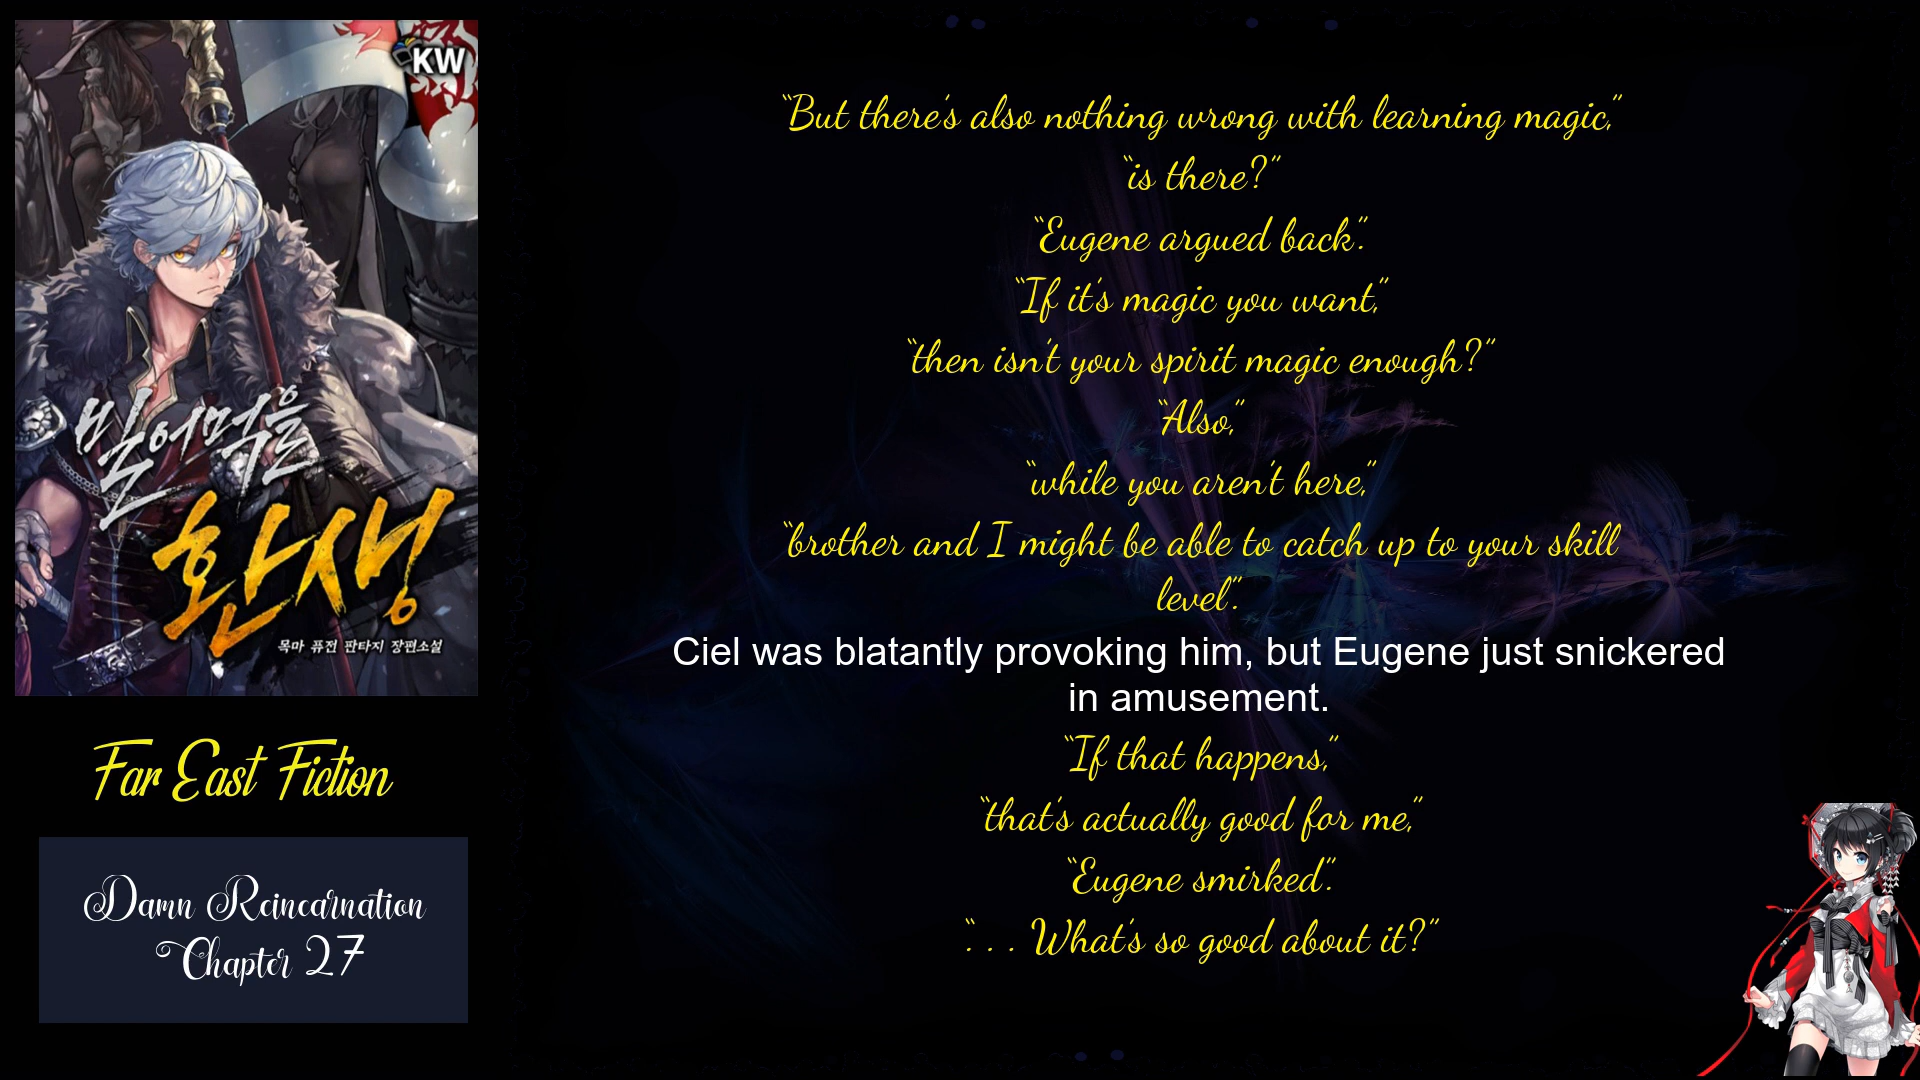 KW
빌어먹을
환생
목마 퓨전 판타지 장편소설
Far East Fiction
Damn Reincarnation
Chapter 27
“But there’s also nothing wrong with learning magic,”
“is there?”
“Eugene argued back”.
“If it’s magic you want,”
“then isn’t your spirit magic enough?”
“Also,”
“while you aren’t here,”
“brother and I might be able to catch up to your skill
level”.
Ciel was blatantly provoking him, but Eugene just snickered
in amusement.
“If that happens,”
“that’s actually good for me,”
“Eugene smirked”.
“. . . What’s so good about it?”